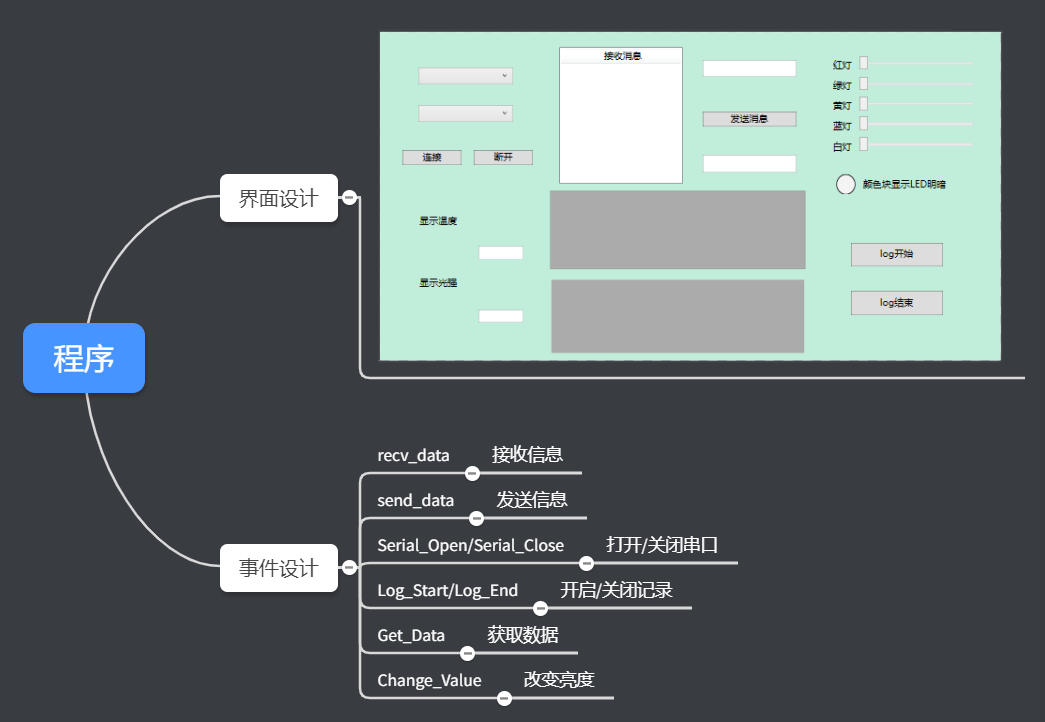 程序
界面设计
接收消息
连接
断开
显示温度
显示光强
发送消息
红灯
绿灯
黄灯
蓝灯
白灯
颜色块显示LED明暗
log开始
log结束
事件设计
recv_data 接收信息
send_data 发送信息
Serial_Open/Serial_Close 打开/关闭串口
Log_Start/Log_End 开启/关闭记录
Get_Data 获取数据
Change_Value 改变亮度